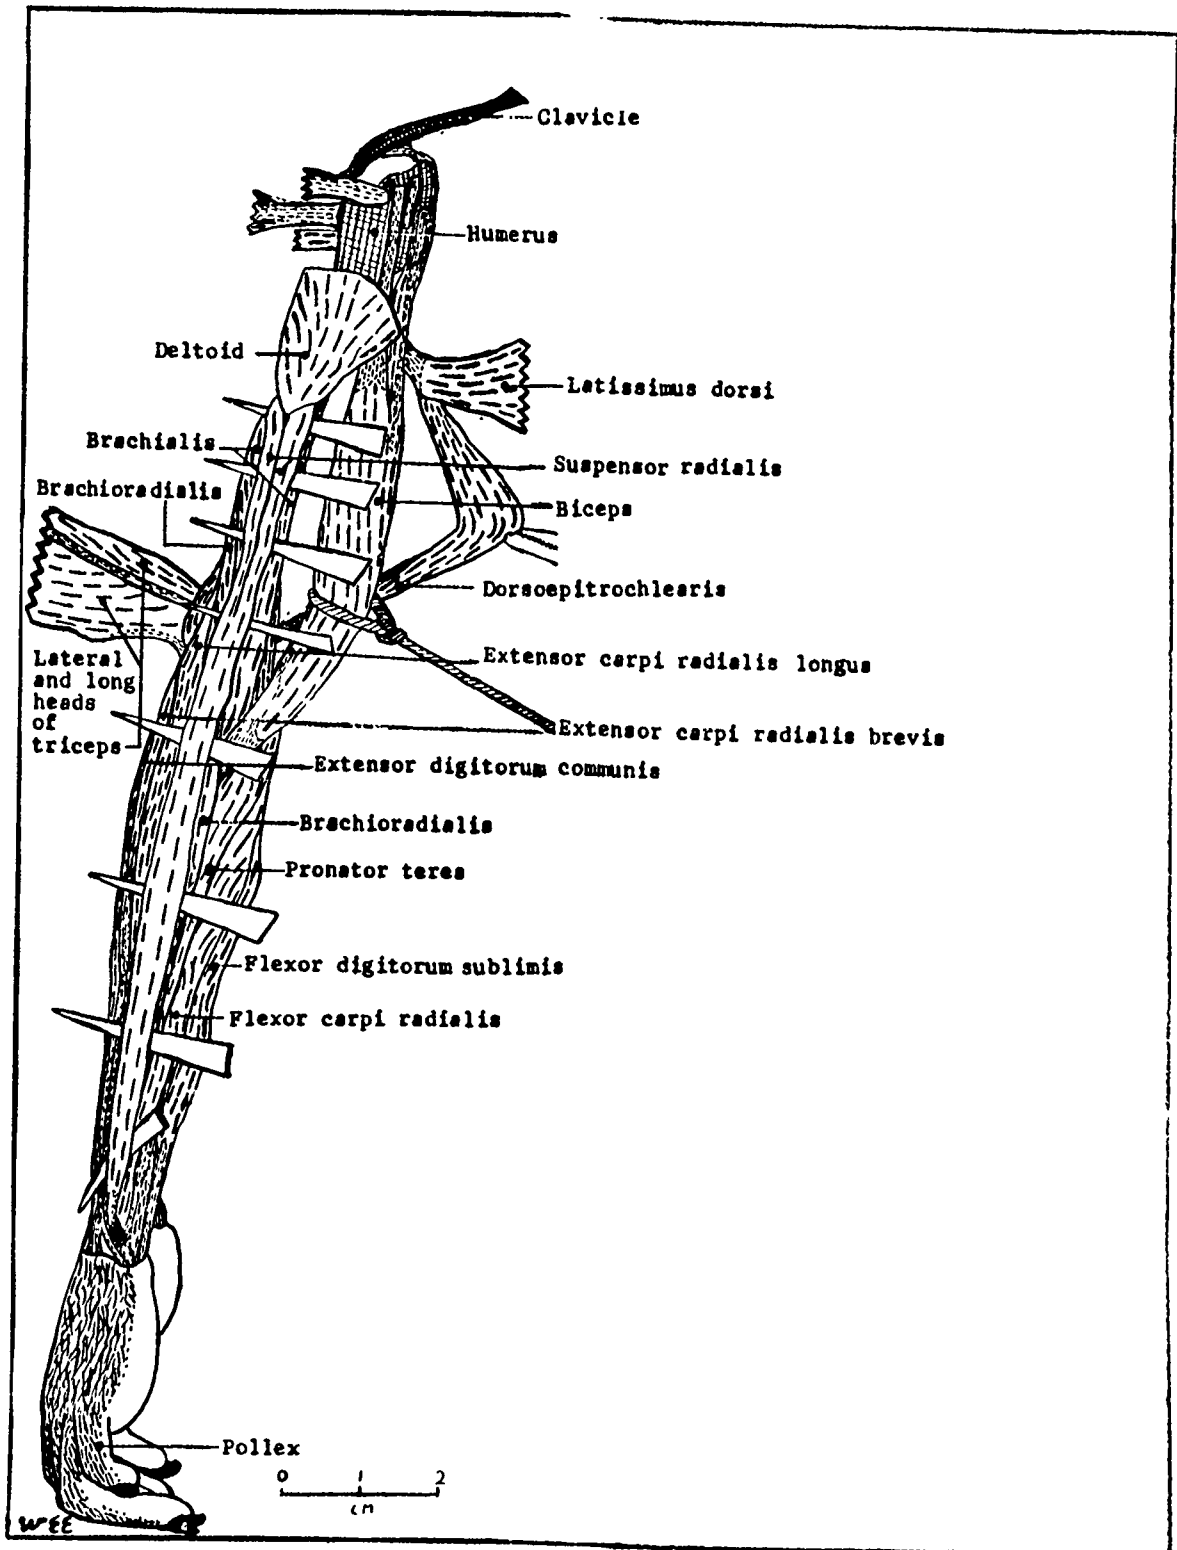 Clavicle
Humerus
Deltoid
Latissimus dorsi
Brachialis
Suspensor radialis
Brachioradialis
Biceps
Dorsoepitrochlearis
Lateral
and long
heads
of
triceps
Extensor carpi radialis longus
Extensor carpi radialis brevis
Extensor digitorum communis
Brachioradialis
Pronator teres
Flexor digitorum sublimis
Flexor carpi radialis
Pollex
0 1 2
cm
WEE